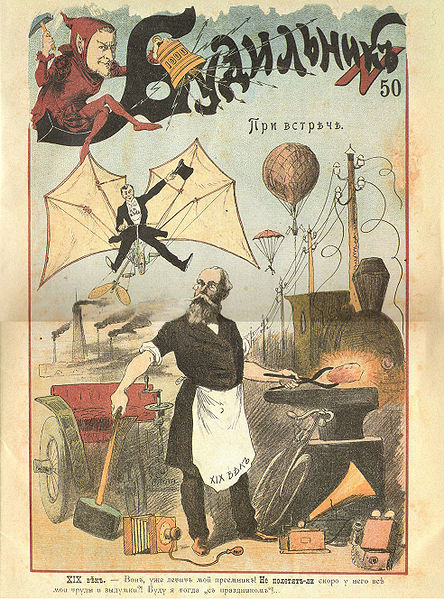 1900
Будильникъ
№ 50
При встрѣчѣ.
XIX ВѢКЪ
XIX вѣкъ. — Вонъ, уже летитъ мой преемникъ! Не полетятъ-ли скоро у него всѣ
мои труды и выдумки?! Буду я тогда „съ праздникомъ“!..